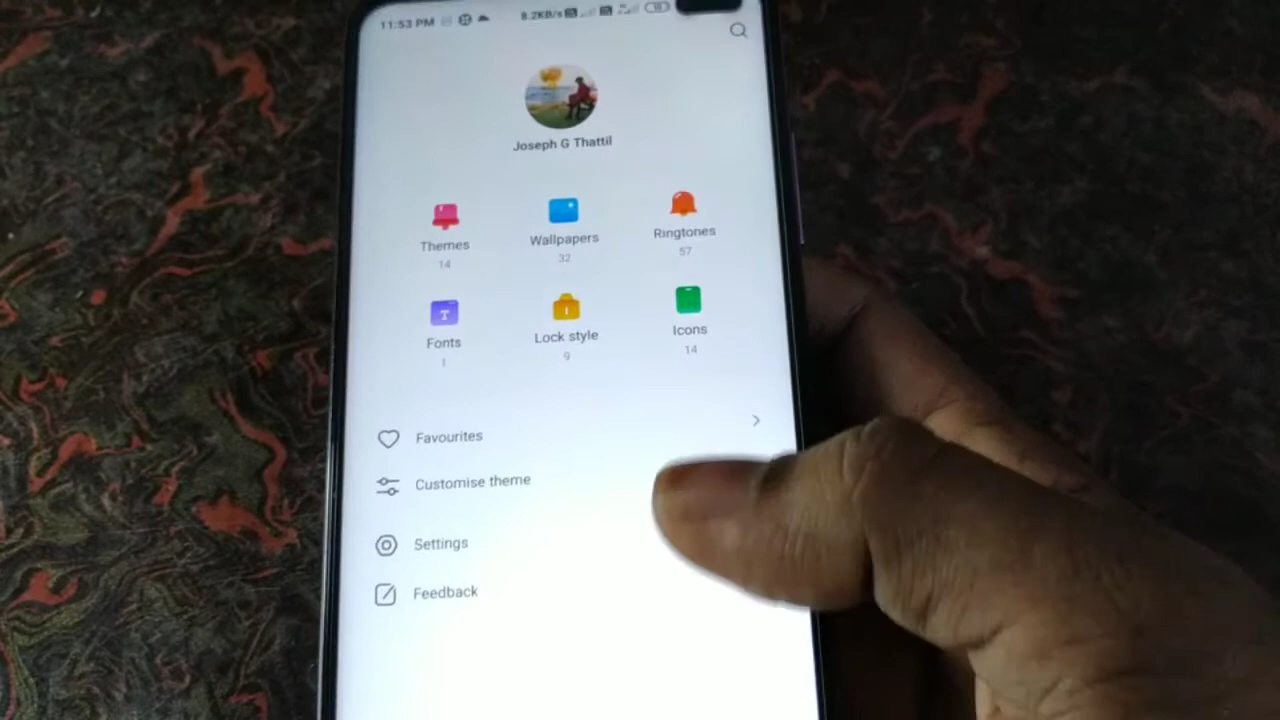 11:53 PM 8.2KB/s
Joseph G Thattil
Themes Wallpapers Ringtones
14 32 57
Fonts Lock style Icons
1 9 14
Favourites
Customise theme
Settings
Feedback